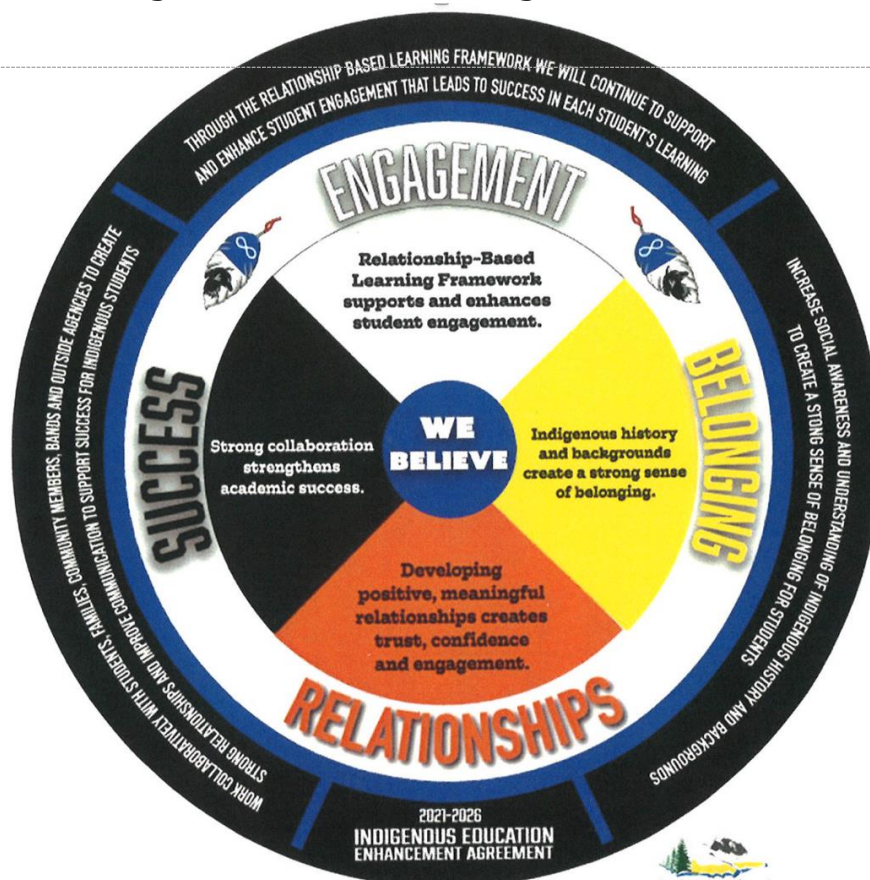 THROUGH THE RELATIONSHIP BASED LEARNING FRAMEWORK WE WILL CONTINUE TO SUPPORT
AND ENHANCE STUDENT ENGAGEMENT THAT LEADS TO SUCCESS IN EACH STUDENT'S LEARNING
ENGAGEMENT
Relationship-Based
Learning Framework
supports and enhances
student engagement.
INCREASE SOCIAL AWARENESS AND UNDERSTANDING OF INDIGENOUS HISTORY AND BACKGROUNDS
TO CREATE A STONG SENSE OF BELONGING FOR STUDENTS
BELONGING
Indigenous history
and backgrounds
create a strong sense
of belonging.
WE
BELIEVE
SUCCESS
Strong collaboration
strengthens
academic success.
WORK COLLABORATIVELY WITH STUDENTS, FAMILIES, COMMUNITY MEMBERS, BANDS AND OUTSIDE AGENCIES TO CREATE
STRONG RELATIONSHIPS AND IMPROVE COMMUNICATION TO SUPPORT SUCCESS FOR INDIGENOUS STUDENTS
Developing
positive, meaningful
relationships creates
trust, confidence
and engagement.
RELATIONSHIPS
2021-2026
INDIGENOUS EDUCATION
ENHANCEMENT AGREEMENT